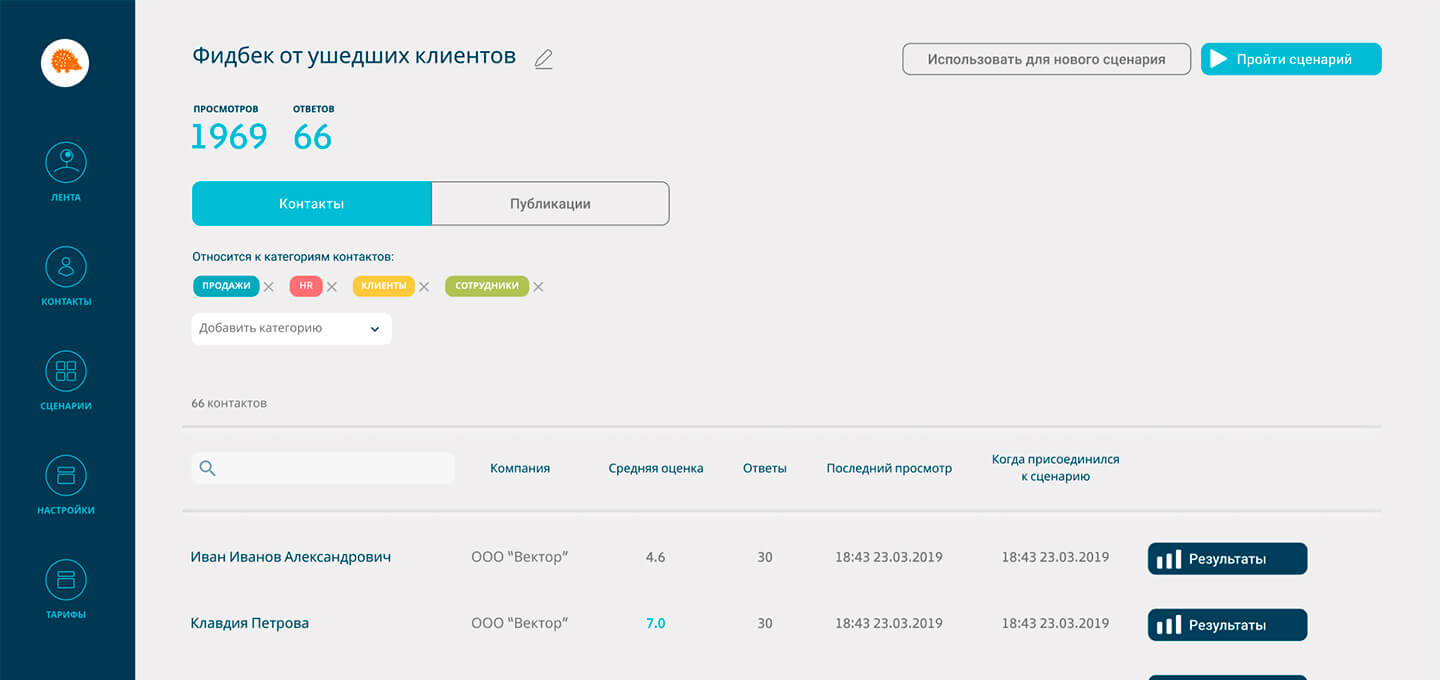 Фидбек от ушедших клиентов
Использовать для нового сценария
Пройти сценарий
ПРОСМОТРОВ
ОТВЕТОВ
1969
66
ЛЕНТА
КОНТАКТЫ
СЦЕНАРИИ
НАСТРОЙКИ
ТАРИФЫ
Контакты
Публикации
Относится к категориям контактов:
ПРОДАЖИ
HR
КЛИЕНТЫ
СОТРУДНИКИ
Добавить категорию
66 контактов
Компания
Средняя оценка
Ответы
Последний просмотр
Когда присоединился
к сценарию
Иван Иванов Александрович
ООО “Вектор”
4.6
30
18:43 23.03.2019
18:43 23.03.2019
Результаты
Клавдия Петрова
ООО “Вектор”
7.0
30
18:43 23.03.2019
18:43 23.03.2019
Результаты